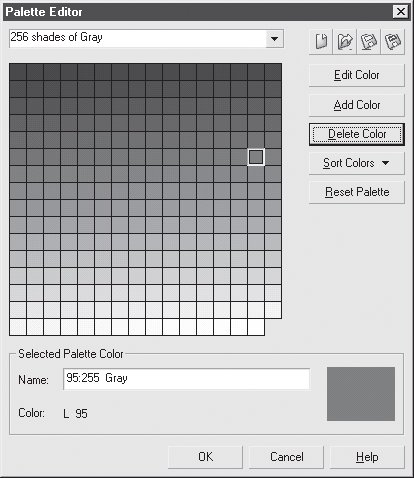 Palette Editor
256 shades of Gray
Edit Color
Add Color
Delete Color
Sort Colors
Reset Palette
Selected Palette Color
Name: 95:255 Gray
Color: L 95
OK Cancel Help